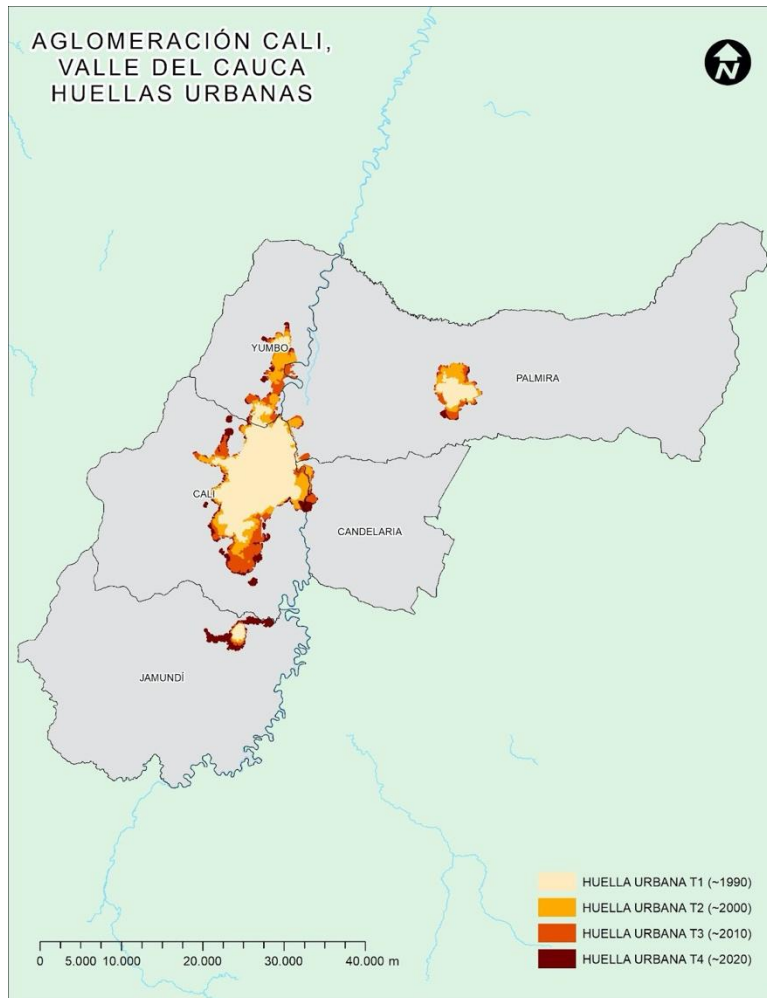 AGLOMERACIÓN CALI,
VALLE DEL CAUCA
HUELLAS URBANAS
N
YUMBO
PALMIRA
CALI
CANDELARIA
JAMUNDÍ
HUELLA URBANA T1 (~1990)
HUELLA URBANA T2 (~2000)
HUELLA URBANA T3 (~2010)
HUELLA URBANA T4 (~2020)
0 5.000 10.000 20.000 30.000 40.000 m